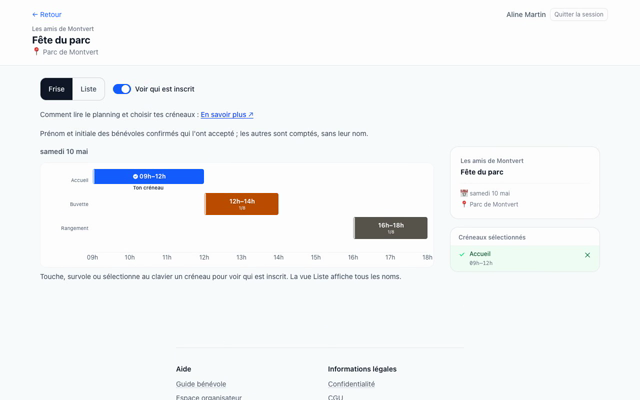 ← Retour
Aline Martin
Quitter la session
Les amis de Montvert
Fête du parc
Parc de Montvert
Frise
Liste
Voir qui est inscrit
Comment lire le planning et choisir tes créneaux : En savoir plus ↗
Prénom et initiale des bénévoles confirmés qui l'ont accepté ; les autres sont comptés, sans leur nom.
samedi 10 mai
Accueil
09h–12h
Ton créneau
Buvette
12h–14h
1/8
Rangement
16h–18h
1/8
09h 10h 11h 12h 13h 14h 15h 16h 17h 18h
Touche, survole ou sélectionne au clavier un créneau pour voir qui est inscrit. La vue Liste affiche tous les noms.
Les amis de Montvert
Fête du parc
samedi 10 mai
Parc de Montvert
Créneaux sélectionnés
✓ Accueil ✕
09h–12h
Aide
Guide bénévole
Espace organisateur
Informations légales
Confidentialité
CGU